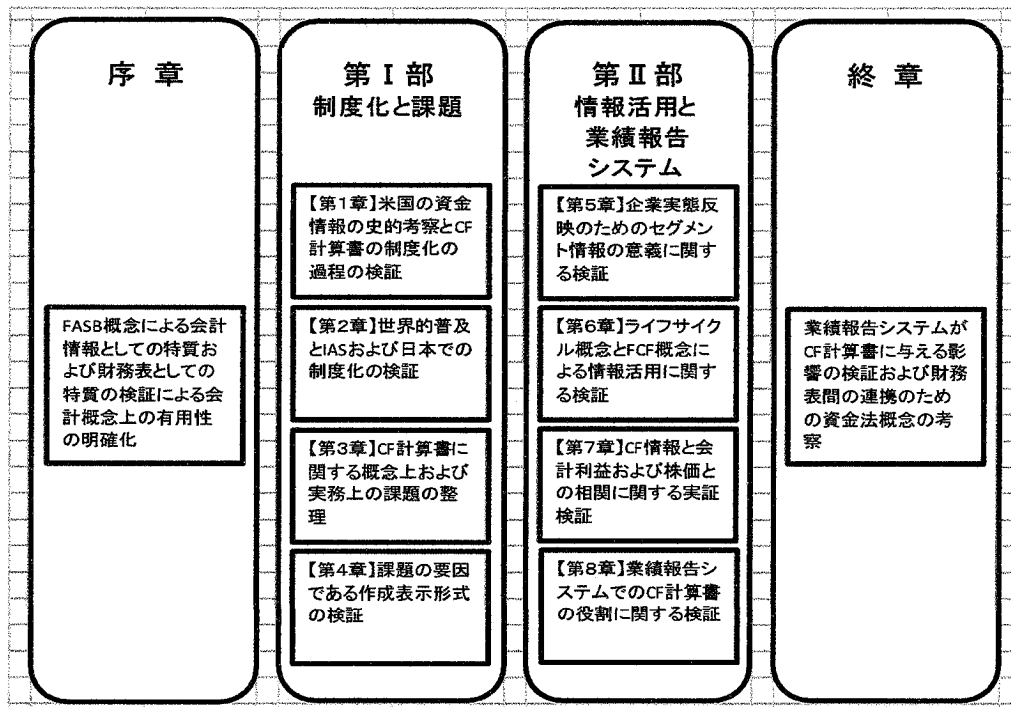 序 章
FASB概念による会計
情報としての特質お
よび財務表としての
特質の検証による会
計概念上の有用性
の明確化
第 Ⅰ 部
制度化と課題
【第1章】米国の資金
情報の史的考察とCF
計算書の制度化の
過程の検証
【第2章】世界的普及
とIASおよび日本での
制度化の検証
【第3章】CF計算書に
関する概念上および
実務上の課題の整
理
【第4章】課題の要因
である作成表示形式
の検証
第 Ⅱ 部
情報活用と
業績報告
システム
【第5章】企業実態反
映のためのセグメン
ト情報の意義に関す
る検証
【第6章】ライフサイク
ル概念とFCF概念に
よる情報活用に関す
る検証
【第7章】CF情報と会
計利益および株価と
の相関に関する実証
検証
【第8章】業績報告シ
ステムでのCF計算書
の役割に関する検証
終 章
業績報告システムが
CF計算書に与える影
響の検証および財務
表間の連携のため
の資金法概念の考
察